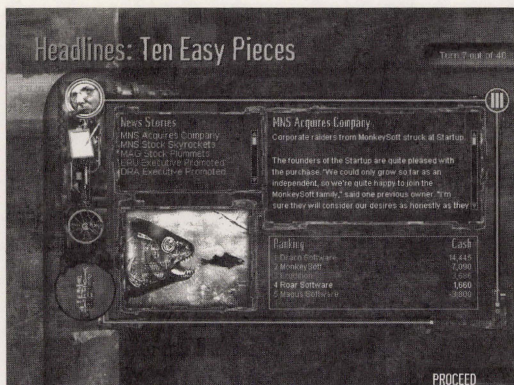 Headlines: Ten Easy Pieces
Turn 7 out of 40
News Stories
MNS Acquires Company
MNS Stock Skyrockets
MAG Stock Plummets
ERU Executive Promoted
DRA Executive Promoted
MNS Acquires Company
Corporate raiders from MonkeySoft struck at Startup.
The founders of the Startup are quite pleased with
the purchase. "We could only grow so far as an
independent, so we're quite happy to join the
MonkeySoft family," said one previous owner. "I'm
sure they will consider our desires as honestly as they
Ranking
Cash
1 Draco Software 14,445
2 MonkeySoft 7,090
3
4 Roar Software 1,660
5 Magus Software
PROCEED